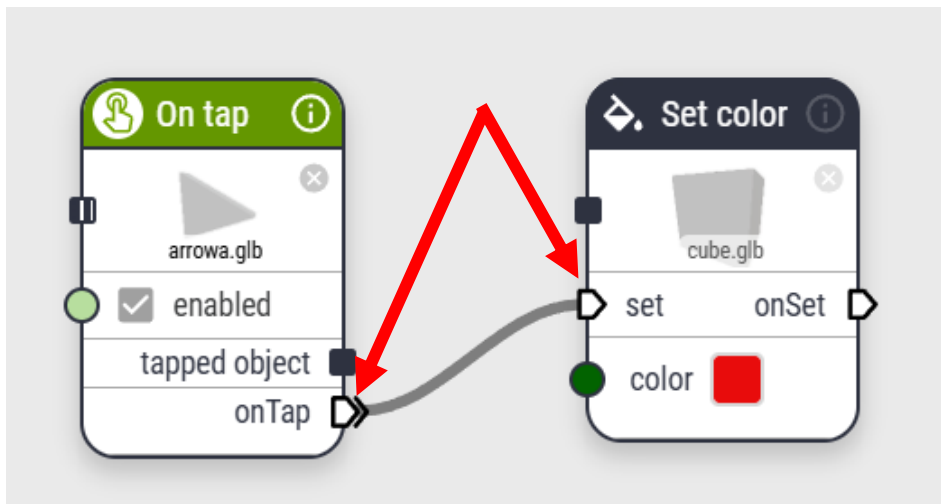 On tap
arrowa.glb
enabled
tapped object
onTap
Set color
cube.glb
set onSet
color